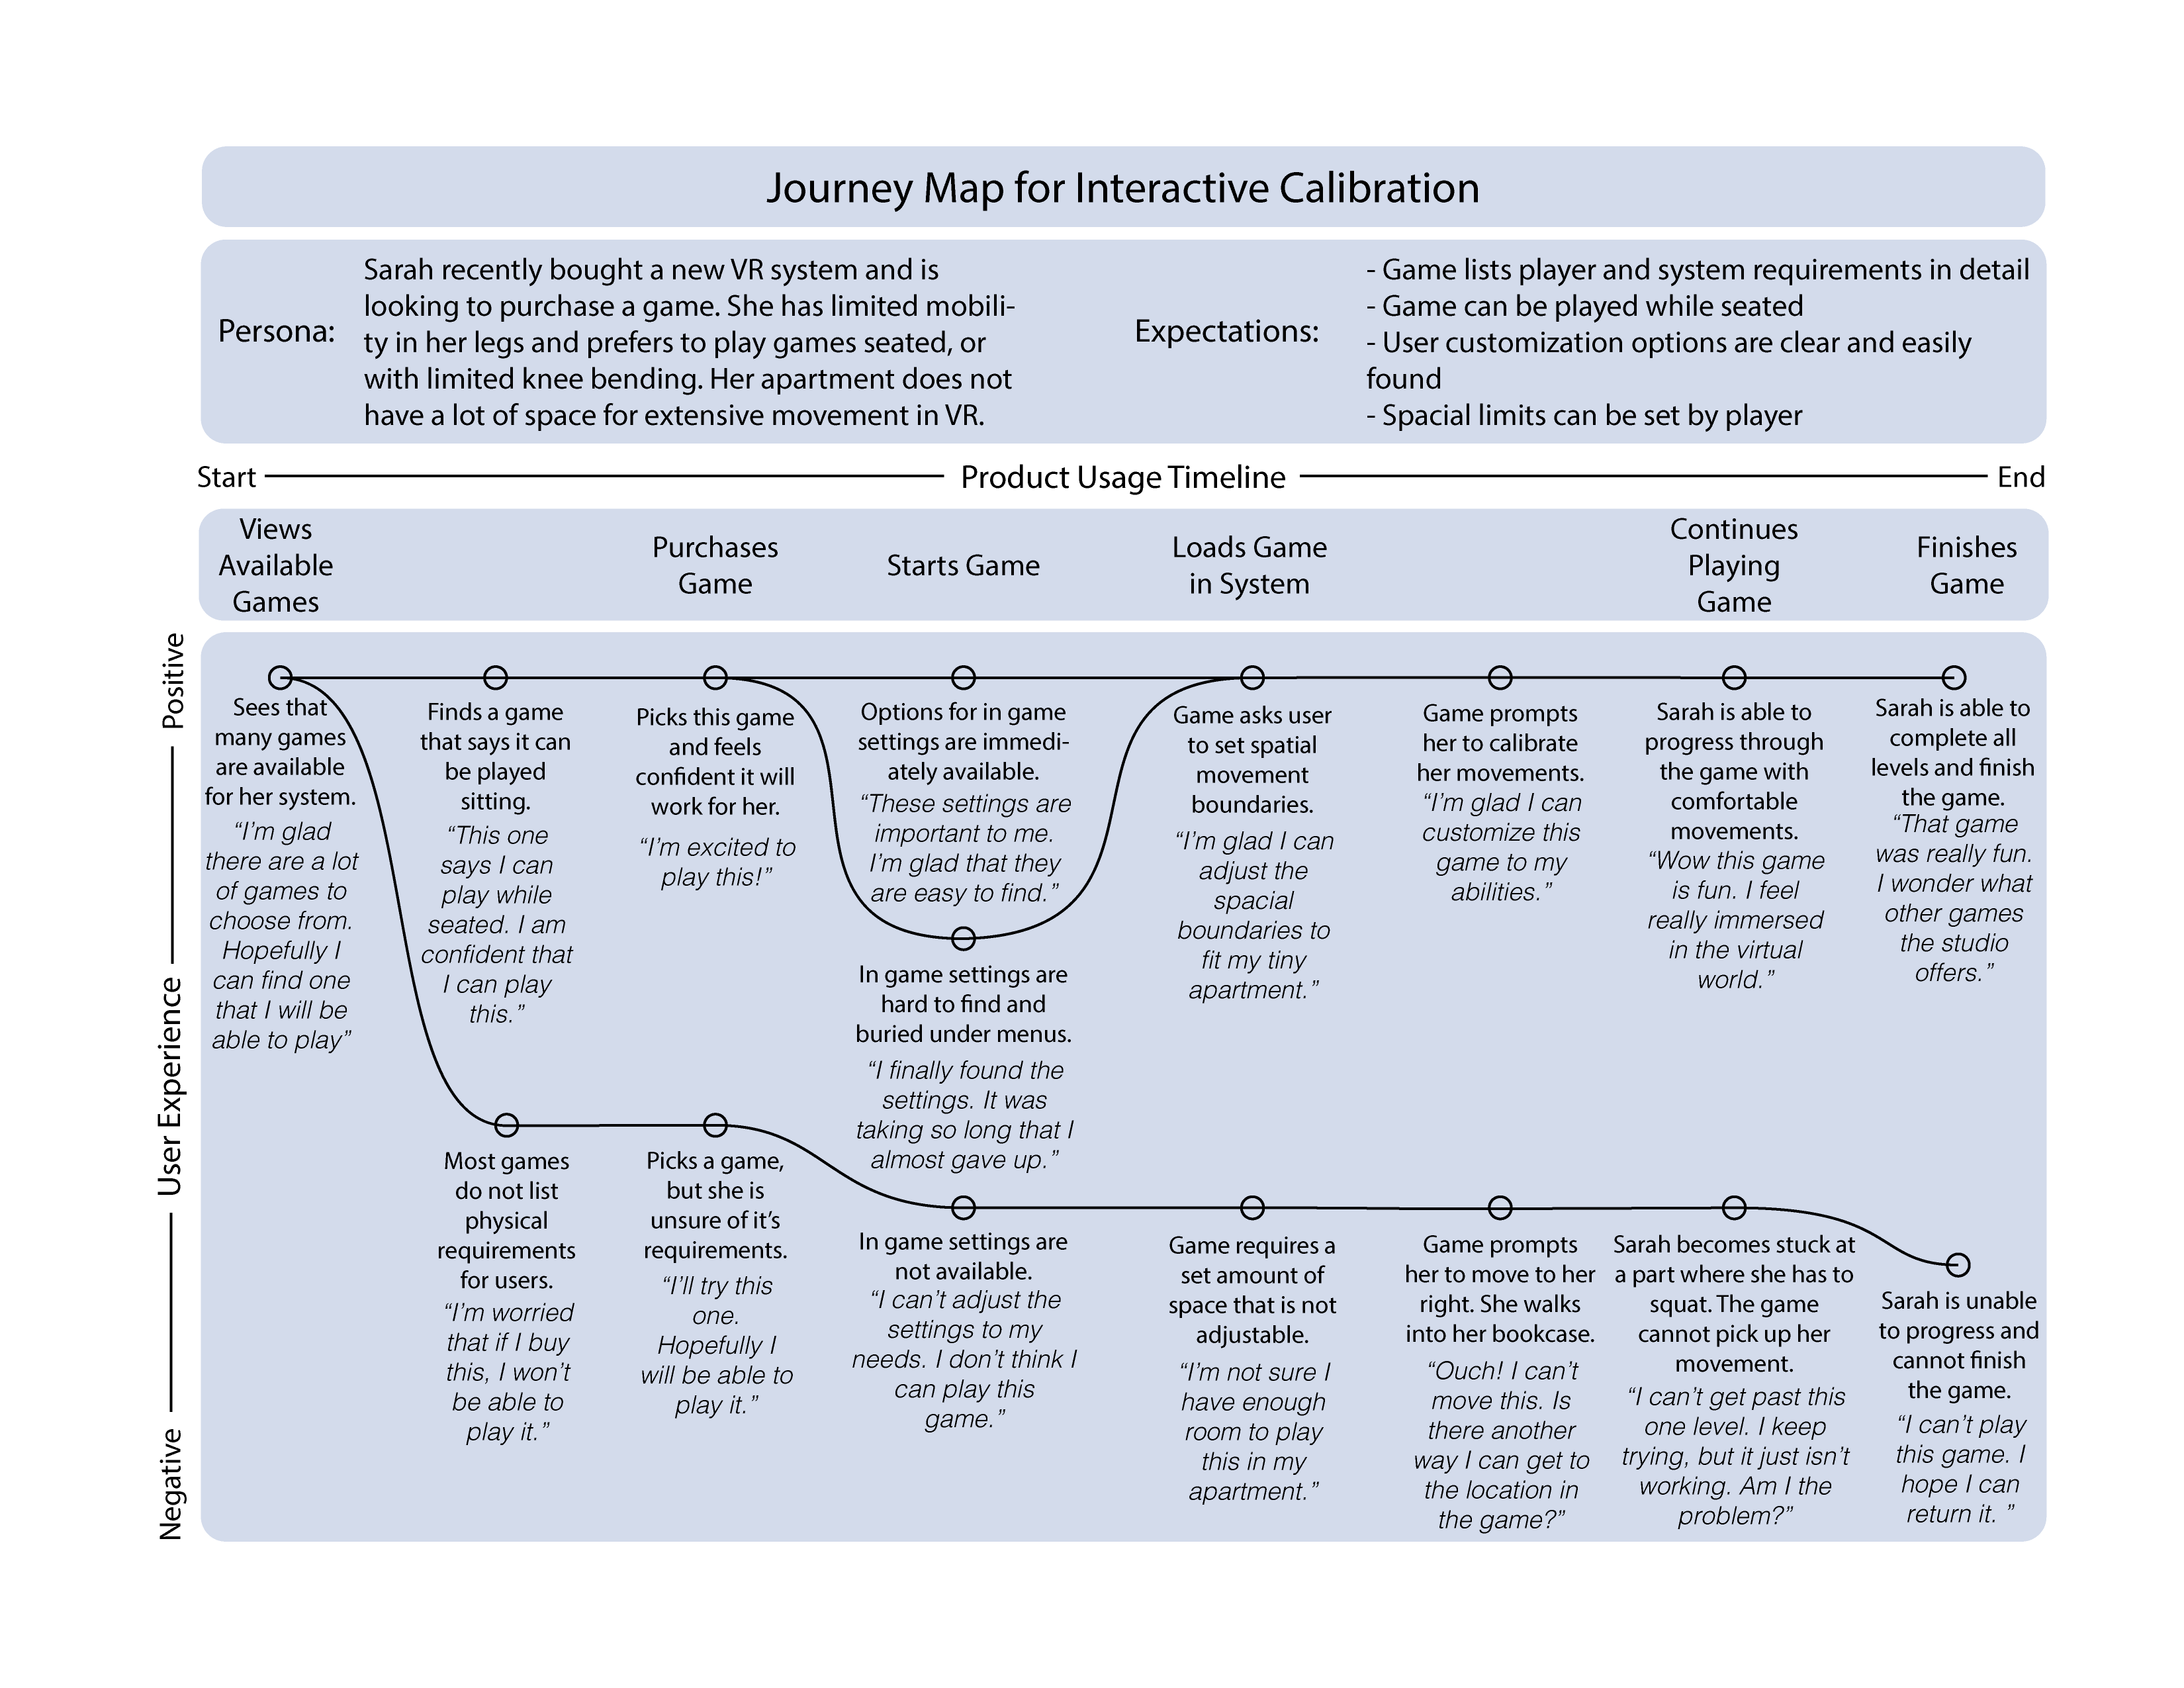 Journey Map for Interactive Calibration
Persona:
Sarah recently bought a new VR system and is
looking to purchase a game. She has limited mobili-
ty in her legs and prefers to play games seated, or
with limited knee bending. Her apartment does not
have a lot of space for extensive movement in VR.
Expectations:
- Game lists player and system requirements in detail
- Game can be played while seated
- User customization options are clear and easily
found
- Spacial limits can be set by player
Start
Product Usage Timeline
End
Views
Available
Games
Purchases
Game
Starts Game
Loads Game
in System
Continues
Playing
Game
Finishes
Game
Positive
User Experience
Negative
Sees that
many games
are available
for her system.
“I’m glad
there are a lot
of games to
choose from.
Hopefully I
can find one
that I will be
able to play”
Finds a game
that says it can
be played
sitting.
“This one
says I can
play while
seated. I am
confident that
I can play
this.”
Picks this game
and feels
confident it will
work for her.
“I’m excited to
play this!”
Options for in game
settings are immedi-
ately available.
“These settings are
important to me.
I’m glad that they
are easy to find.”
In game settings are
hard to find and
buried under menus.
“I finally found the
settings. It was
taking so long that I
almost gave up.”
Game asks user
to set spatial
movement
boundaries.
“I’m glad I can
adjust the
spacial
boundaries to
fit my tiny
apartment.”
Game prompts
her to calibrate
her movements.
“I’m glad I can
customize this
game to my
abilities.”
Sarah is able to
progress through
the game with
comfortable
movements.
“Wow this game
is fun. I feel
really immersed
in the virtual
world.”
Sarah is able to
complete all
levels and finish
the game.
“That game
was really fun.
I wonder what
other games
the studio
offers.”
Most games
do not list
physical
requirements
for users.
“I’m worried
that if I buy
this, I won’t
be able to
play it.”
Picks a game,
but she is
unsure of it’s
requirements.
“I’ll try this
one.
Hopefully I
will be able to
play it.”
In game settings are
not available.
“I can’t adjust the
settings to my
needs. I don’t think I
can play this
game.”
Game requires a
set amount of
space that is not
adjustable.
“I’m not sure I
have enough
room to play
this in my
apartment.”
Game prompts
her to move to her
right. She walks
into her bookcase.
“Ouch! I can’t
move this. Is
there another
way I can get to
the location in
the game?”
Sarah becomes stuck at
a part where she has to
squat. The game
cannot pick up her
movement.
“I can’t get past this
one level. I keep
trying, but it just isn’t
working. Am I the
problem?”
Sarah is unable
to progress and
cannot finish
the game.
“I can’t play
this game. I
hope I can
return it. ”